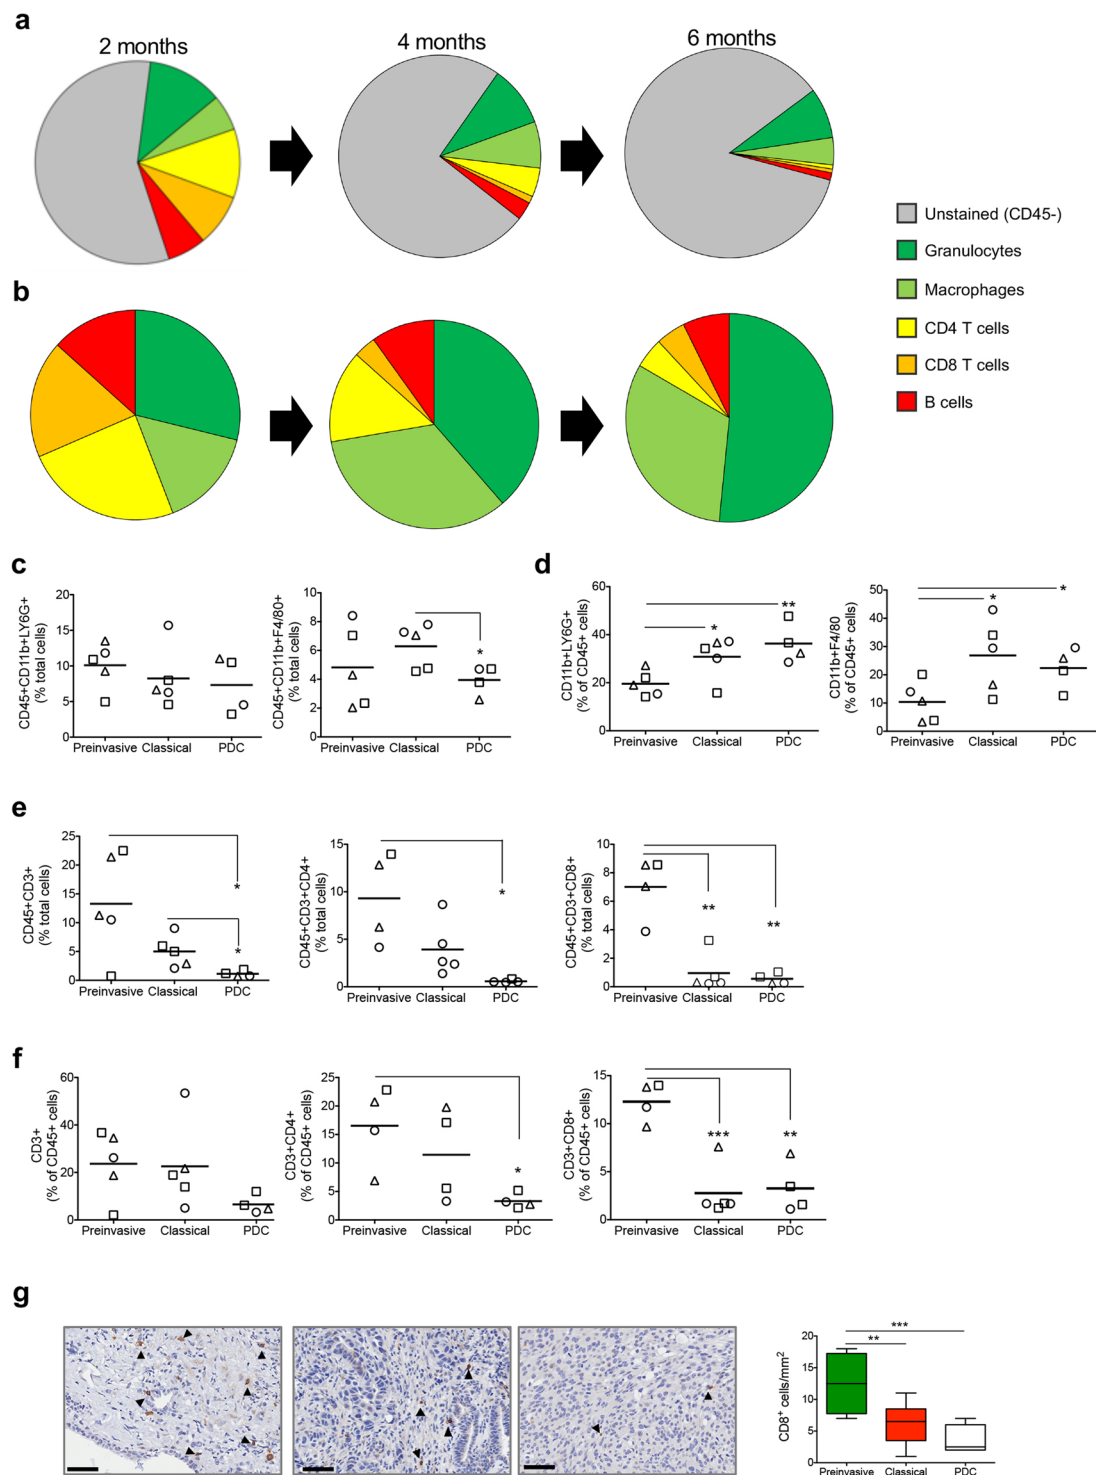 a
2 months
4 months
6 months
Unstained (CD45-)
Granulocytes
Macrophages
CD4 T cells
CD8 T cells
B cells
b
c
CD45+CD11b+LY6G+
(% total cells)
20
15
10
5
0
Preinvasive Classical PDC
CD45+CD11b+F4/80+
(% total cells)
10
8
6
4
2
0
*
Preinvasive Classical PDC
d
CD11b+LY6G+
(% of CD45+ cells)
60
40
20
0
**
*
Preinvasive Classical PDC
CD11b+F4/80
(% of CD45+ cells)
50
40
30
20
10
0
*
*
Preinvasive Classical PDC
e
CD45+CD3+
(% total cells)
25
20
15
10
5
0
*
*
Preinvasive Classical PDC
CD45+CD3+CD4+
(% total cells)
15
10
5
0
*
Preinvasive Classical PDC
CD45+CD3+CD8+
(% total cells)
10
8
6
4
2
0
**
**
Preinvasive Classical PDC
f
CD3+
(% of CD45+ cells)
60
40
20
0
Preinvasive Classical PDC
CD3+CD4+
(% of CD45+ cells)
25
20
15
10
5
0
*
Preinvasive Classical PDC
CD3+CD8+
(% of CD45+ cells)
15
10
5
0
***
**
Preinvasive Classical PDC
g
CD8+ cells/mm2
20
15
10
5
0
***
**
Preinvasive Classical PDC